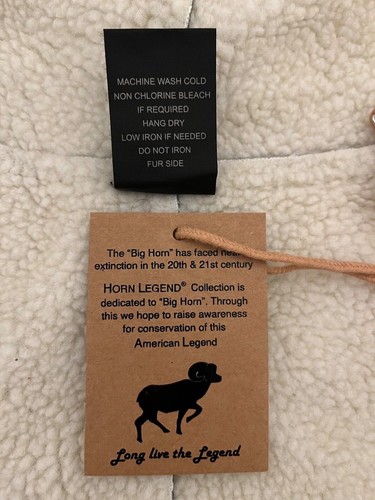 MACHINE WASH COLD
NON CHLORINE BLEACH
IF REQUIRED
HANG DRY
LOW IRON IF NEEDED
DO NOT IRON
FUR SIDE
The "Big Horn" has faced
extinction in the 20th & 21st century
HORN LEGEND® Collection is
dedicated to "Big Horn". Through
this we hope to raise awareness
for conservation of this
American Legend
Long live the Legend